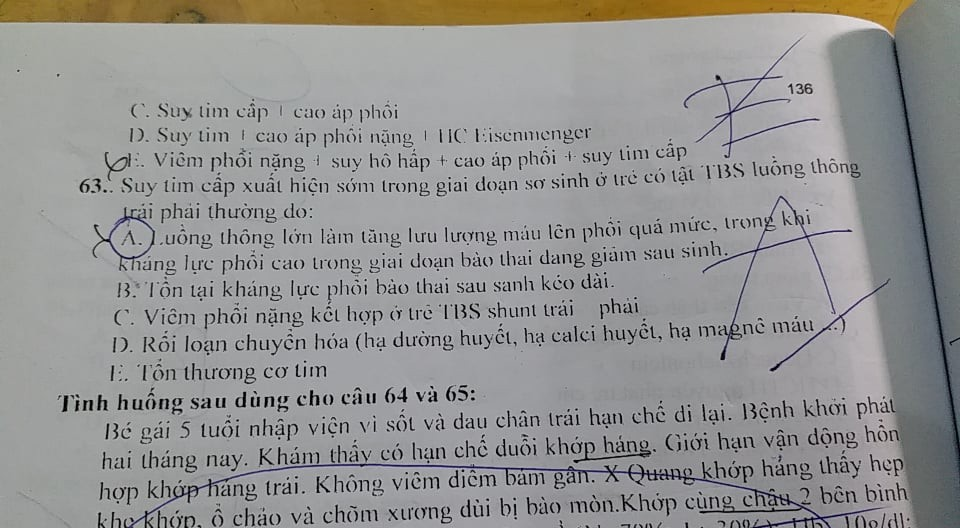 136
C. Suy tim cấp + cao áp phổi
D. Suy tim + cao áp phổi nặng + HC Eisenmenger
E. Viêm phổi nặng + suy hô hấp + cao áp phổi + suy tim cấp
63.. Suy tim cấp xuất hiện sớm trong giai đoạn sơ sinh ở trẻ có tật TBS luồng thông
trái phải thường do:
A. Luồng thông lớn làm tăng lưu lượng máu lên phổi quá mức, trong khi
kháng lực phổi cao trong giai đoạn bào thai đang giảm sau sinh.
B. Tồn tại kháng lực phổi bào thai sau sanh kéo dài.
C. Viêm phổi nặng kết hợp ở trẻ TBS shunt trái phải
D. Rối loạn chuyển hóa (hạ đường huyết, hạ calci huyết, hạ magnê máu ...)
E. Tổn thương cơ tim
Tình huống sau dùng cho câu 64 và 65:
Bé gái 5 tuổi nhập viện vì sốt và đau chân trái hạn chế đi lại. Bệnh khởi phát
hai tháng nay. Khám thấy có hạn chế duỗi khớp háng. Giới hạn vận động hỗn
hợp khớp háng trái. Không viêm điểm bám gân. X Quang khớp háng thấy hẹp
khe khớp, ổ chảo và chỏm xương đùi bị bào mòn.Khớp cùng chậu 2 bên bình